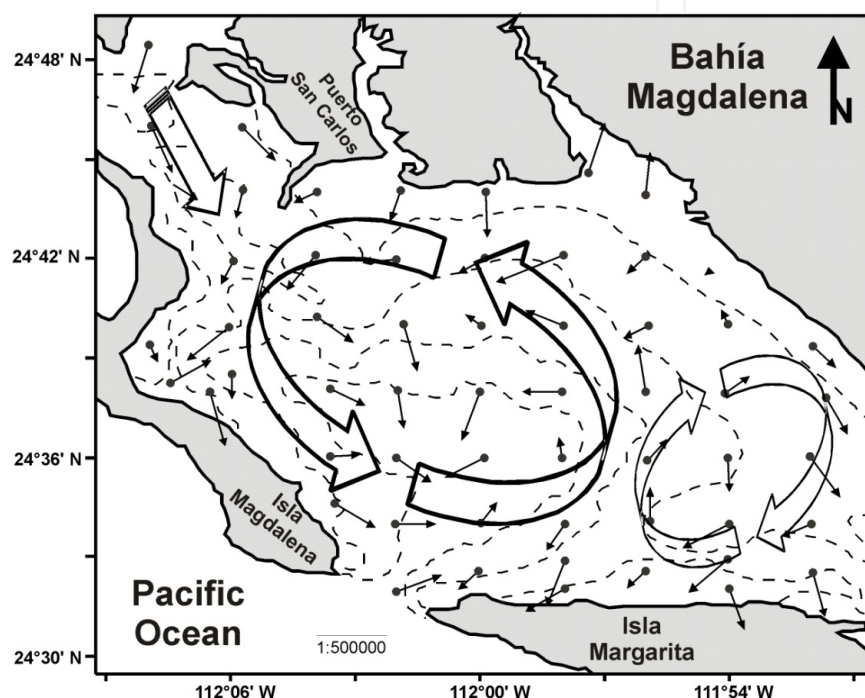 24°48' N
24°42' N
24°36' N
24°30' N
Puerto
San Carlos
Bahía
Magdalena
N
Isla
Magdalena
Pacific
Ocean
1:500000
Isla
Margarita
112°06' W
112°00' W
111°54' W